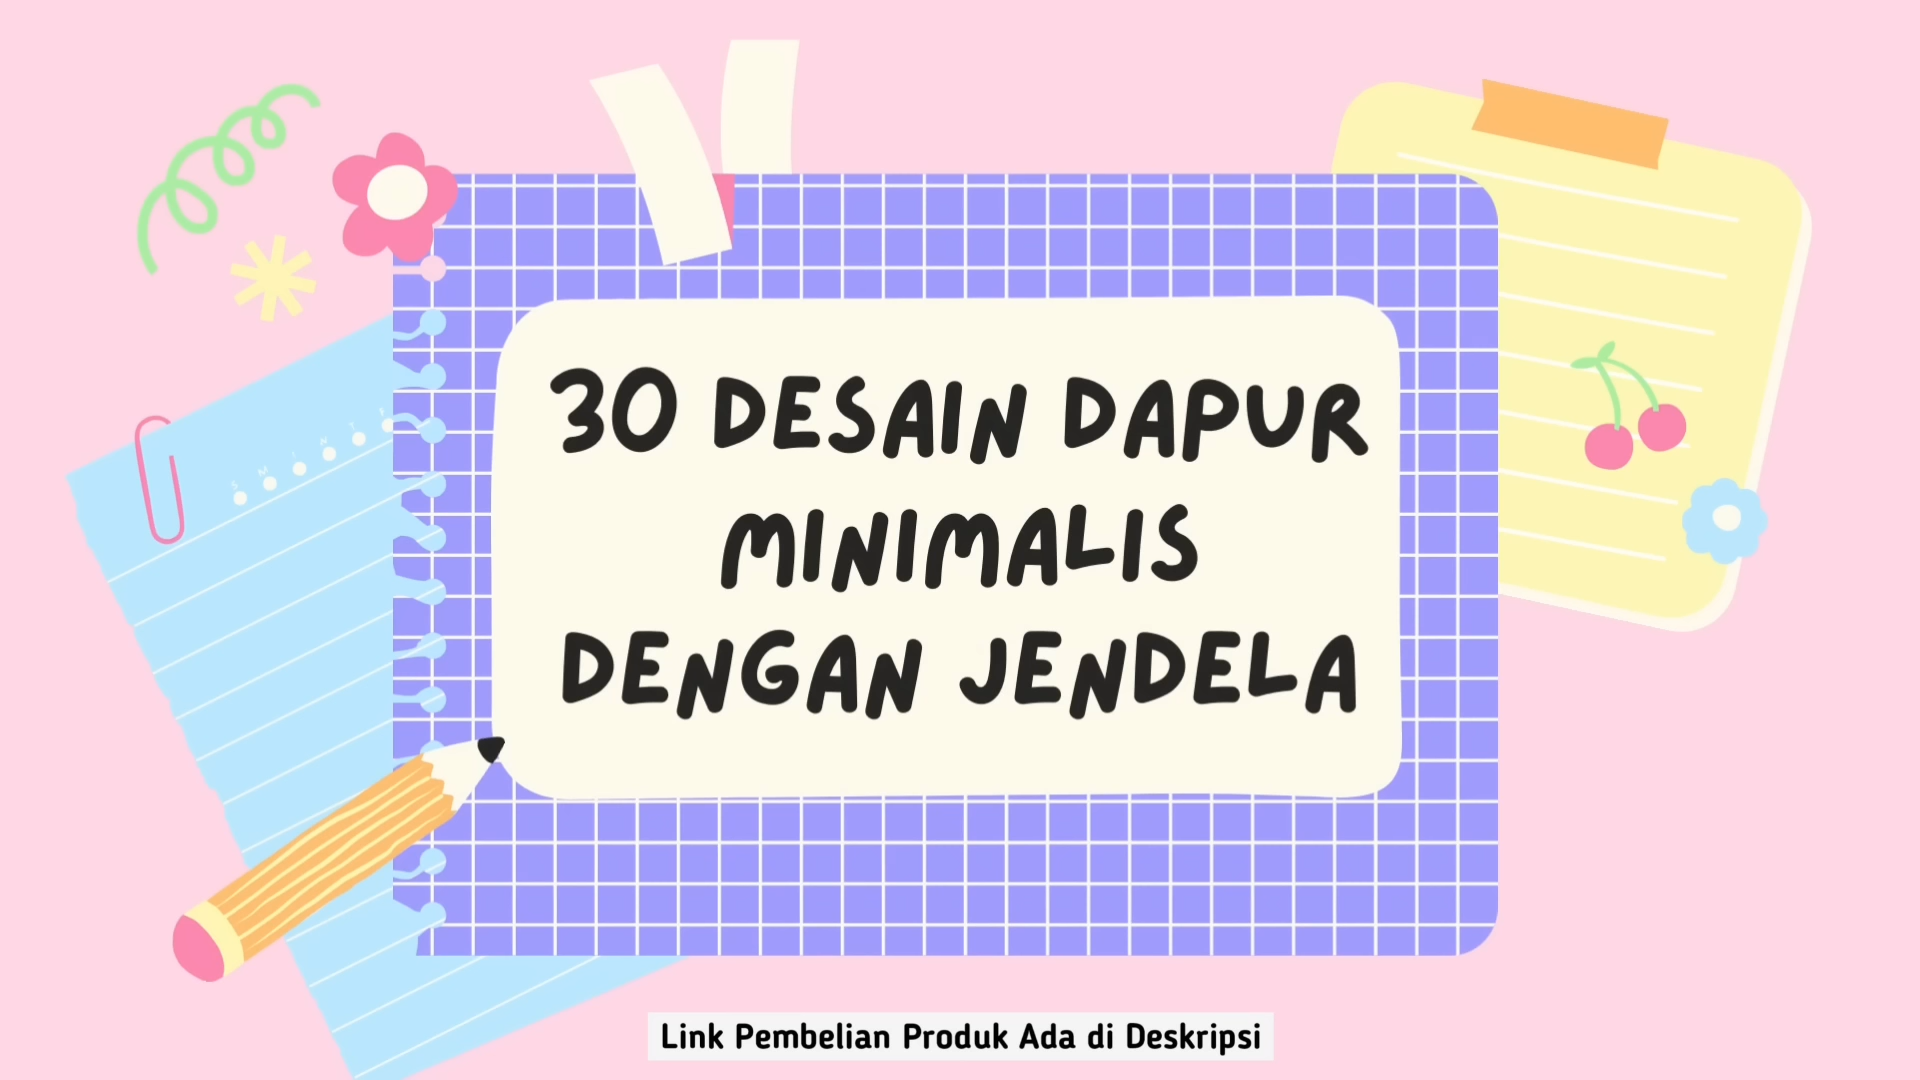 30 DESAIN DAPUR
MINIMALIS
DENGAN JENDELA
Link Pembelian Produk Ada di Deskripsi